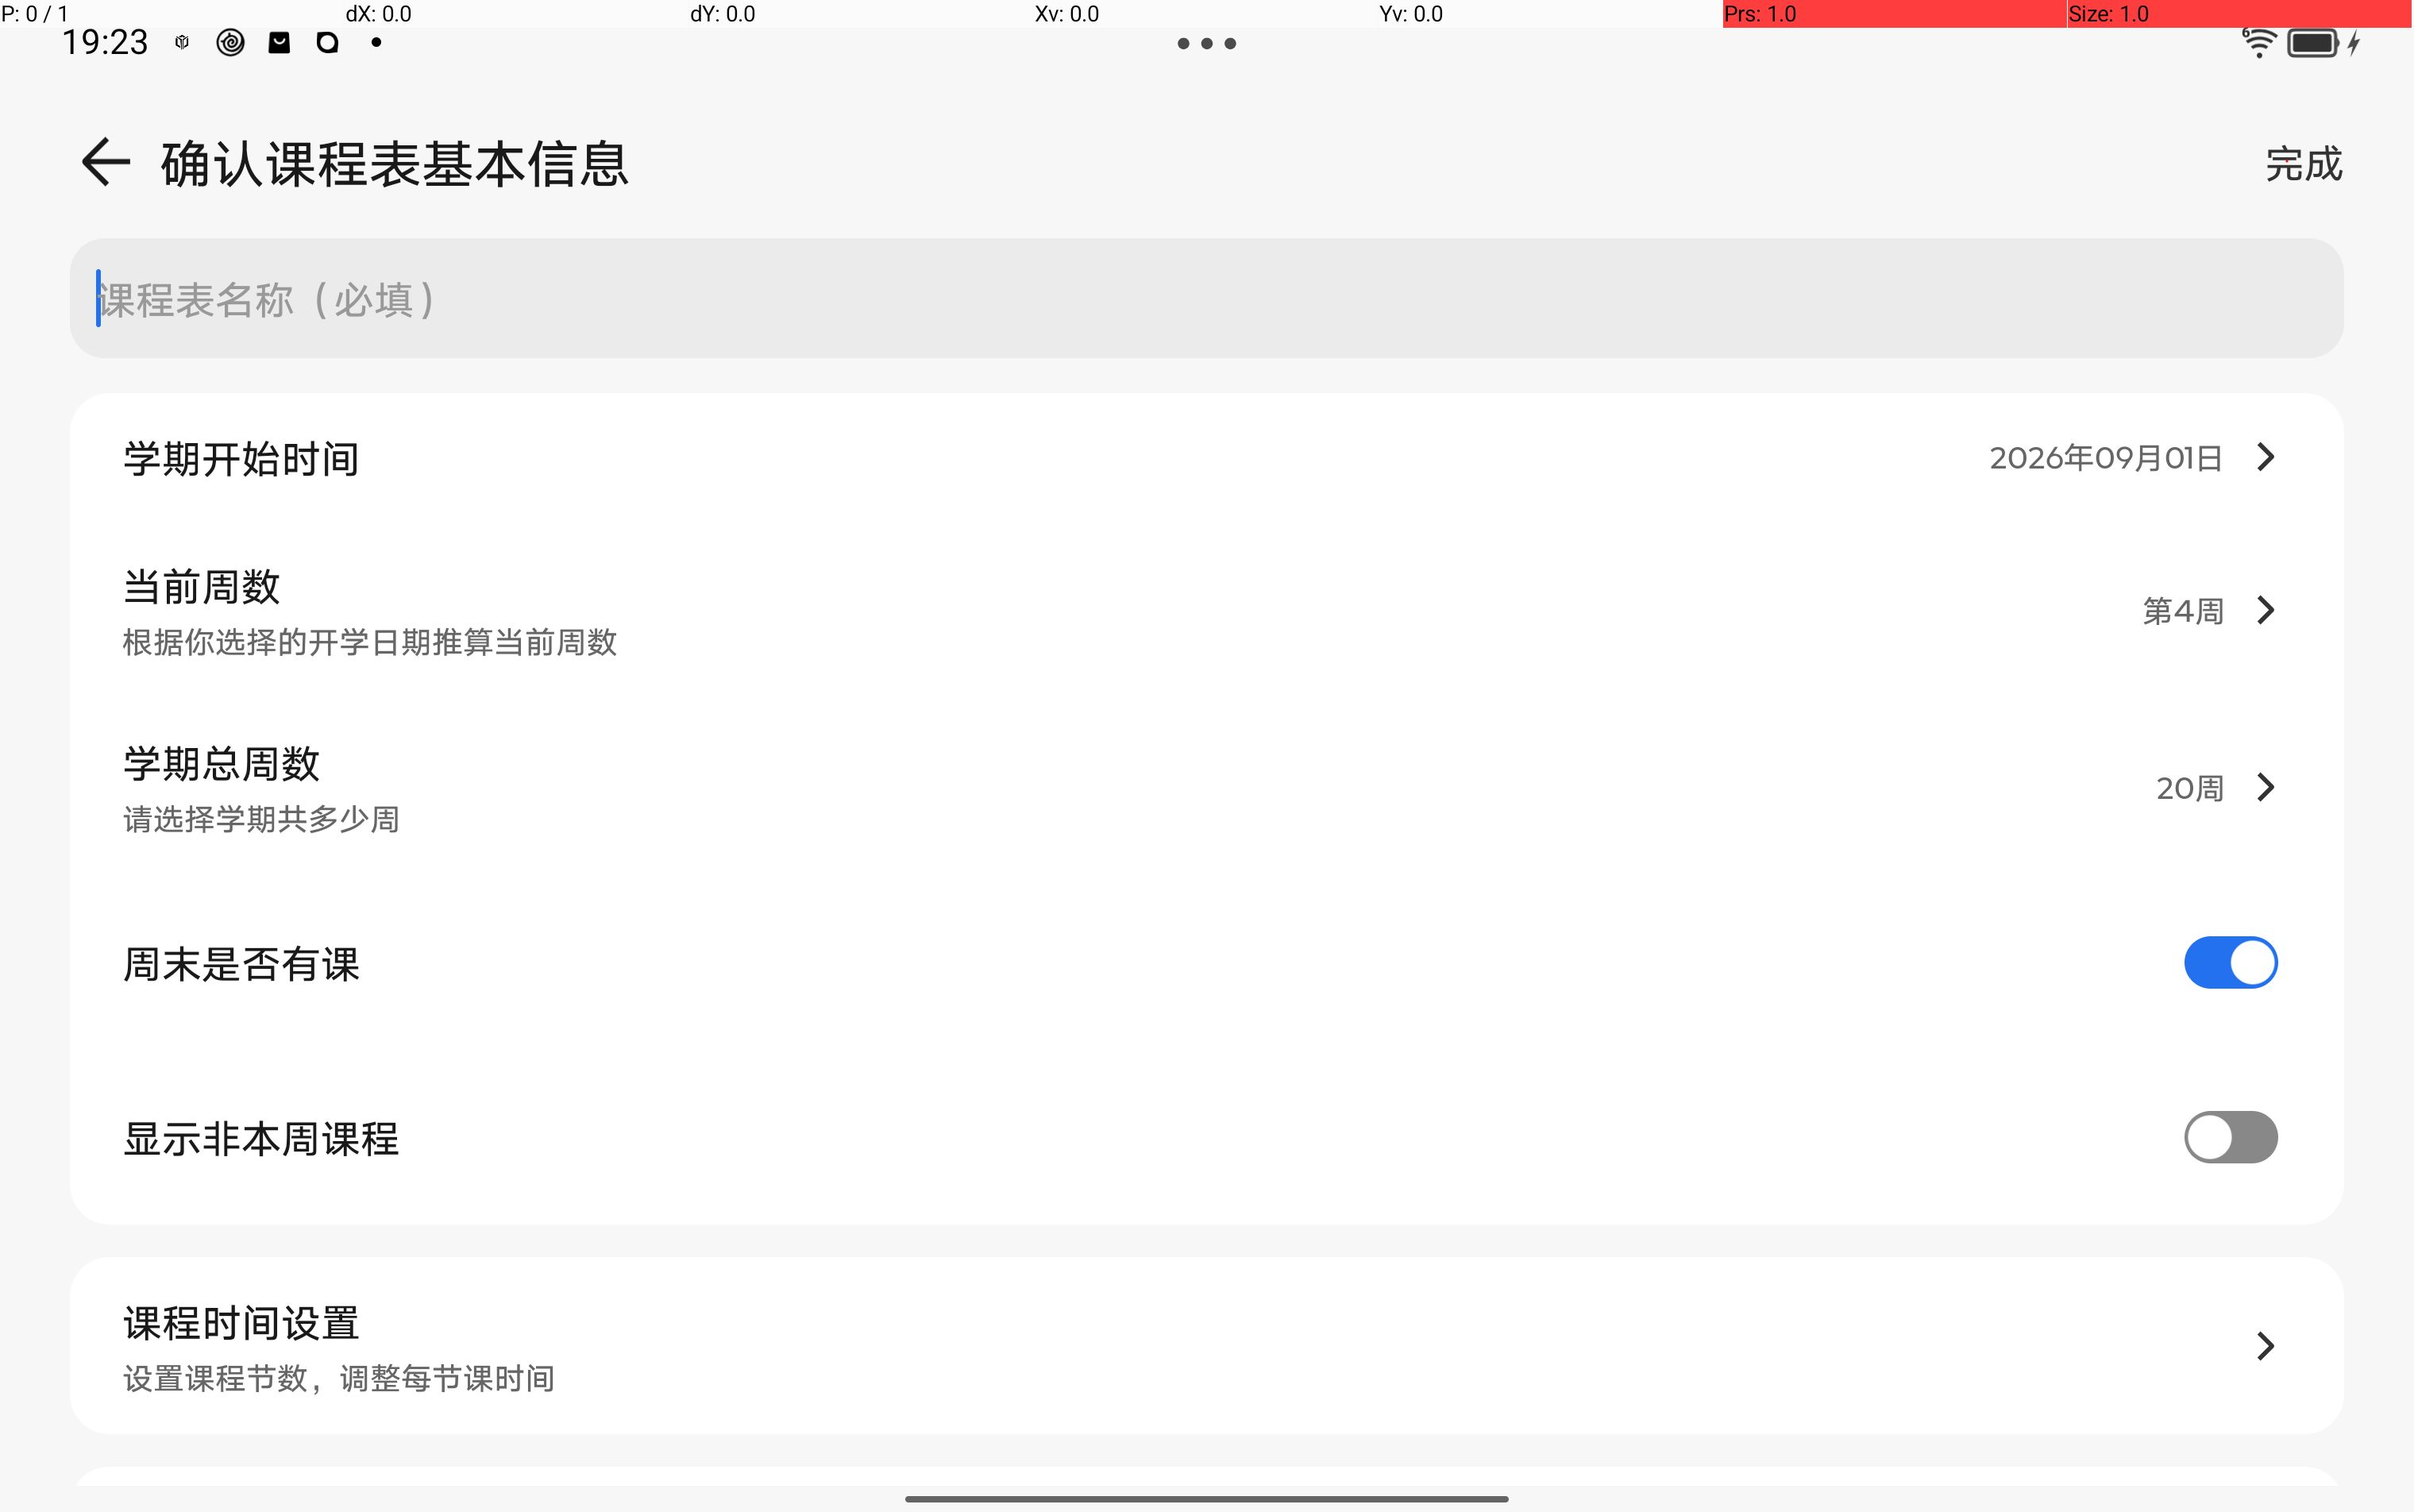 P: 0 / 1 dX: 0.0 dY: 0.0 Xv: 0.0 Yv: 0.0 Prs: 1.0 Size: 1.0
19:23 6
确认课程表基本信息 完成
课程表名称（必填）
学期开始时间 2026年09月01日
当前周数 第4周
根据你选择的开学日期推算当前周数
学期总周数 20周
请选择学期共多少周
周末是否有课
显示非本周课程
课程时间设置
设置课程节数，调整每节课时间